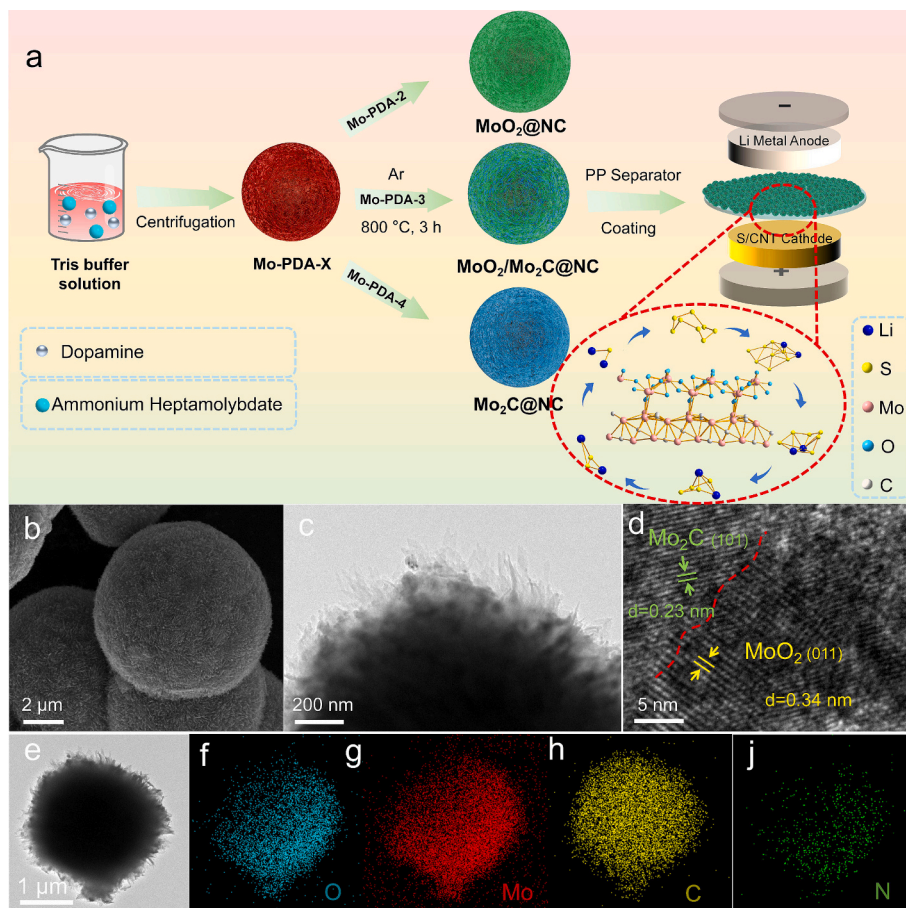 a
Mo-PDA-2
MoO₂@NC
Li Metal Anode
Centrifugation
Ar
Mo-PDA-3
800 °C, 3 h
PP Separator
Coating
S/CNT Cathode
Tris buffer
solution
Mo-PDA-X
MoO₂/Mo₂C@NC
Mo-PDA-4
Dopamine
Ammonium Heptamolybdate
Mo₂C@NC
Li
S
Mo
O
C
b
2 μm
c
200 nm
d
Mo₂C (101)
d=0.23 nm
MoO₂ (011)
d=0.34 nm
5 nm
e
1 μm
f
O
g
Mo
h
C
j
N